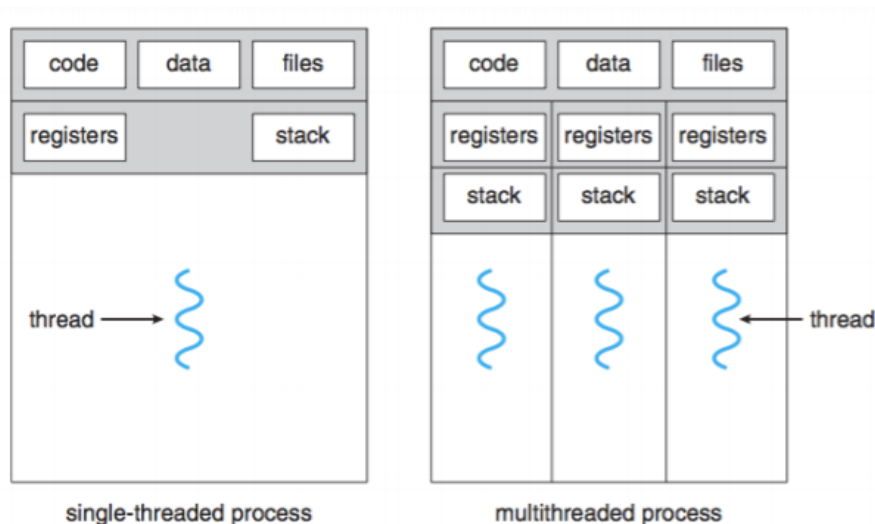 code data files code data files
registers stack registers registers registers
stack stack stack
thread thread
single-threaded process multithreaded process